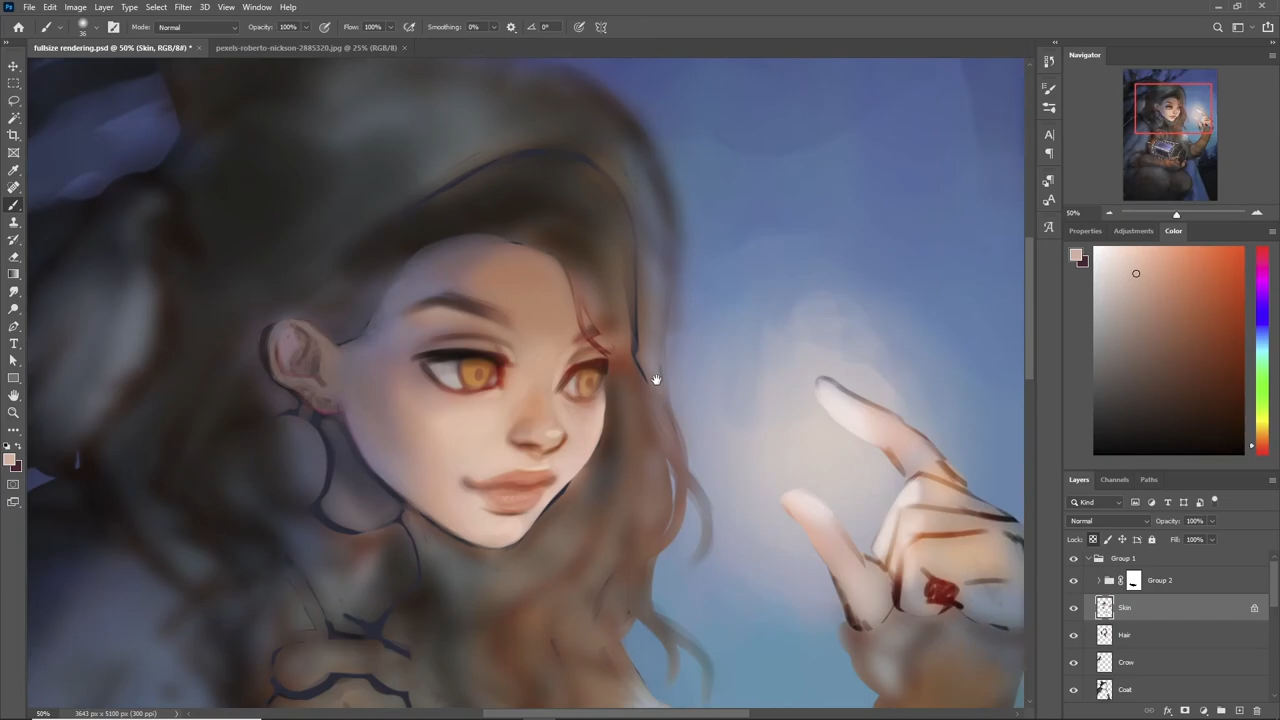 Ps File Edit Image Layer Type Select Filter 3D View Window Help
Mode: Normal Opacity: 100% Flow: 100% Smoothing: 0% 0°
36
fullsize rendering.psd @ 50% (Skin, RGB/8#) * × pexels-roberto-nickson-2885320.jpg @ 25% (RGB/8) ×
Navigator
50%
Properties Adjustments Color
Layers Channels Paths
Kind
Normal Opacity: 100%
Lock: Fill: 100%
Group 1
Group 2
Skin
Hair
Crow
Coat
50% 3643 px x 5100 px (300 ppi)